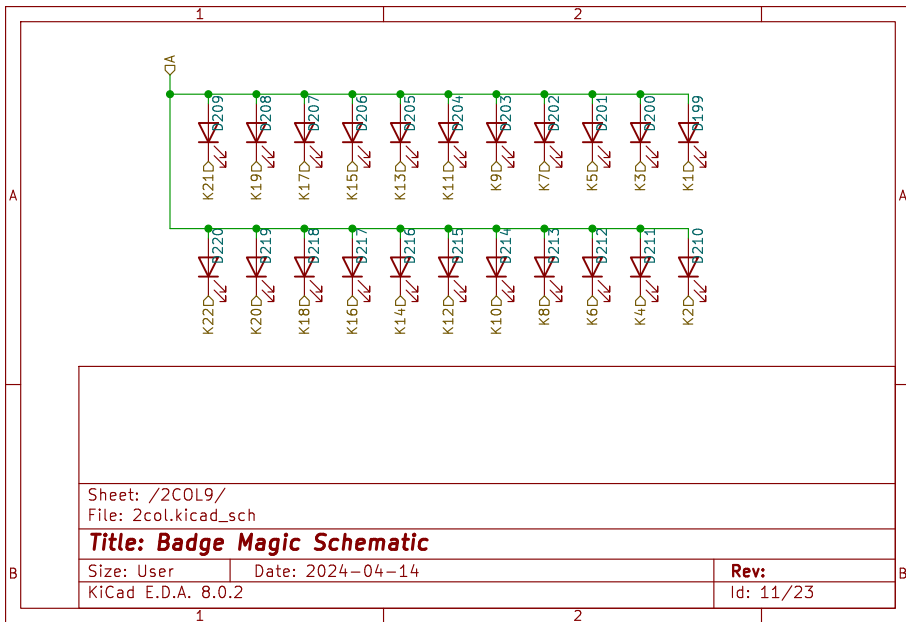 1 2
A
D209 D208 D207 D206 D205 D204 D203 D202 D201 D200 D199
K21 K19 K17 K15 K13 K11 K9 K7 K5 K3 K1
A A
D220 D219 D218 D217 D216 D215 D214 D213 D212 D211 D210
K22 K20 K18 K16 K14 K12 K10 K8 K6 K4 K2
Sheet: /2COL9/
File: 2col.kicad_sch
Title: Badge Magic Schematic
B Size: User Date: 2024-04-14 Rev: B
KiCad E.D.A. 8.0.2 Id: 11/23
1 2